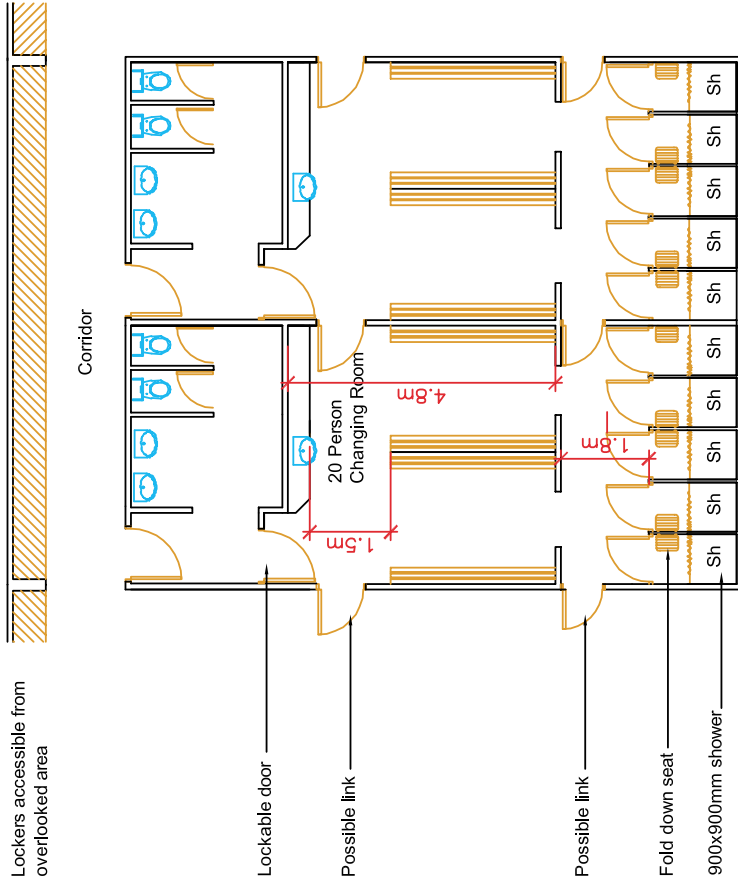 Lockers accessible from
overlooked area
Corridor
Lockable door
Possible link
20 Person
Changing Room
4.8m
1.5m
1.8m
Possible link
Fold down seat
900x900mm shower
Sh
Sh
Sh
Sh
Sh
Sh
Sh
Sh
Sh
Sh